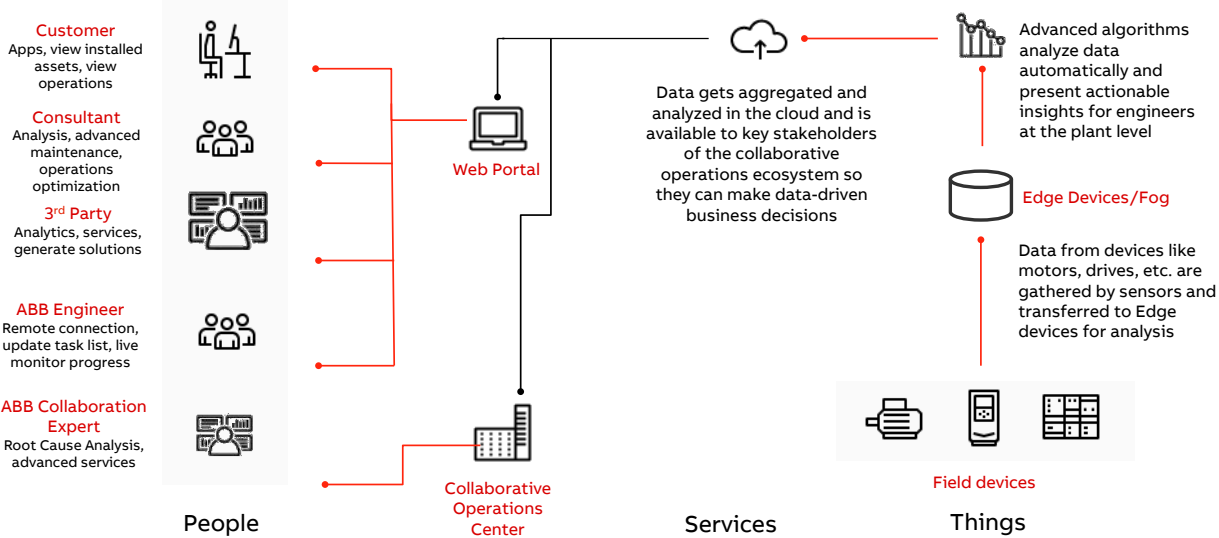 Customer
Apps, view installed
assets, view
operations
Consultant
Analysis, advanced
maintenance,
operations
optimization
3rd Party
Analytics, services,
generate solutions
ABB Engineer
Remote connection,
update task list, live
monitor progress
ABB Collaboration
Expert
Root Cause Analysis,
advanced services
People
Web Portal
Collaborative
Operations
Center
Data gets aggregated and
analyzed in the cloud and is
available to key stakeholders
of the collaborative
operations ecosystem so
they can make data-driven
business decisions
Services
Advanced algorithms
analyze data
automatically and
present actionable
insights for engineers
at the plant level
Edge Devices/Fog
Data from devices like
motors, drives, etc. are
gathered by sensors and
transferred to Edge
devices for analysis
Field devices
Things